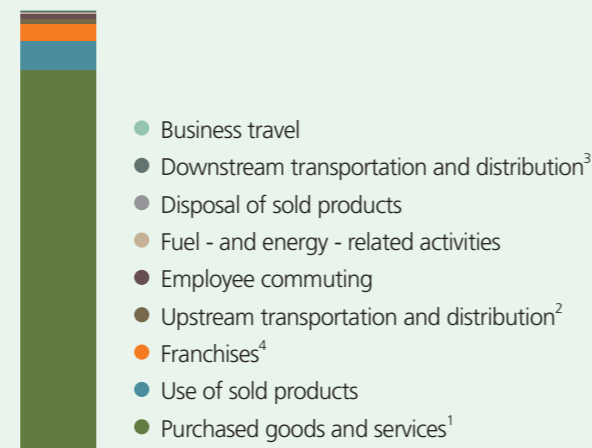 Business travel
Downstream transportation and distribution³
Disposal of sold products
Fuel - and energy - related activities
Employee commuting
Upstream transportation and distribution²
Franchises⁴
Use of sold products
Purchased goods and services¹